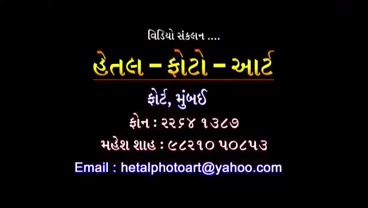 વિડિયો સંકલન ....
હેતલ – ફોટો – આર્ટ
ફોર્ટ, મુંબઈ
ફોન : ૨૨૬૪ ૧૩૮૭
મહેશ શાહ : ૯૮૨૧૦ ૫૦૮૫૩
Email : hetalphotoart@yahoo.com